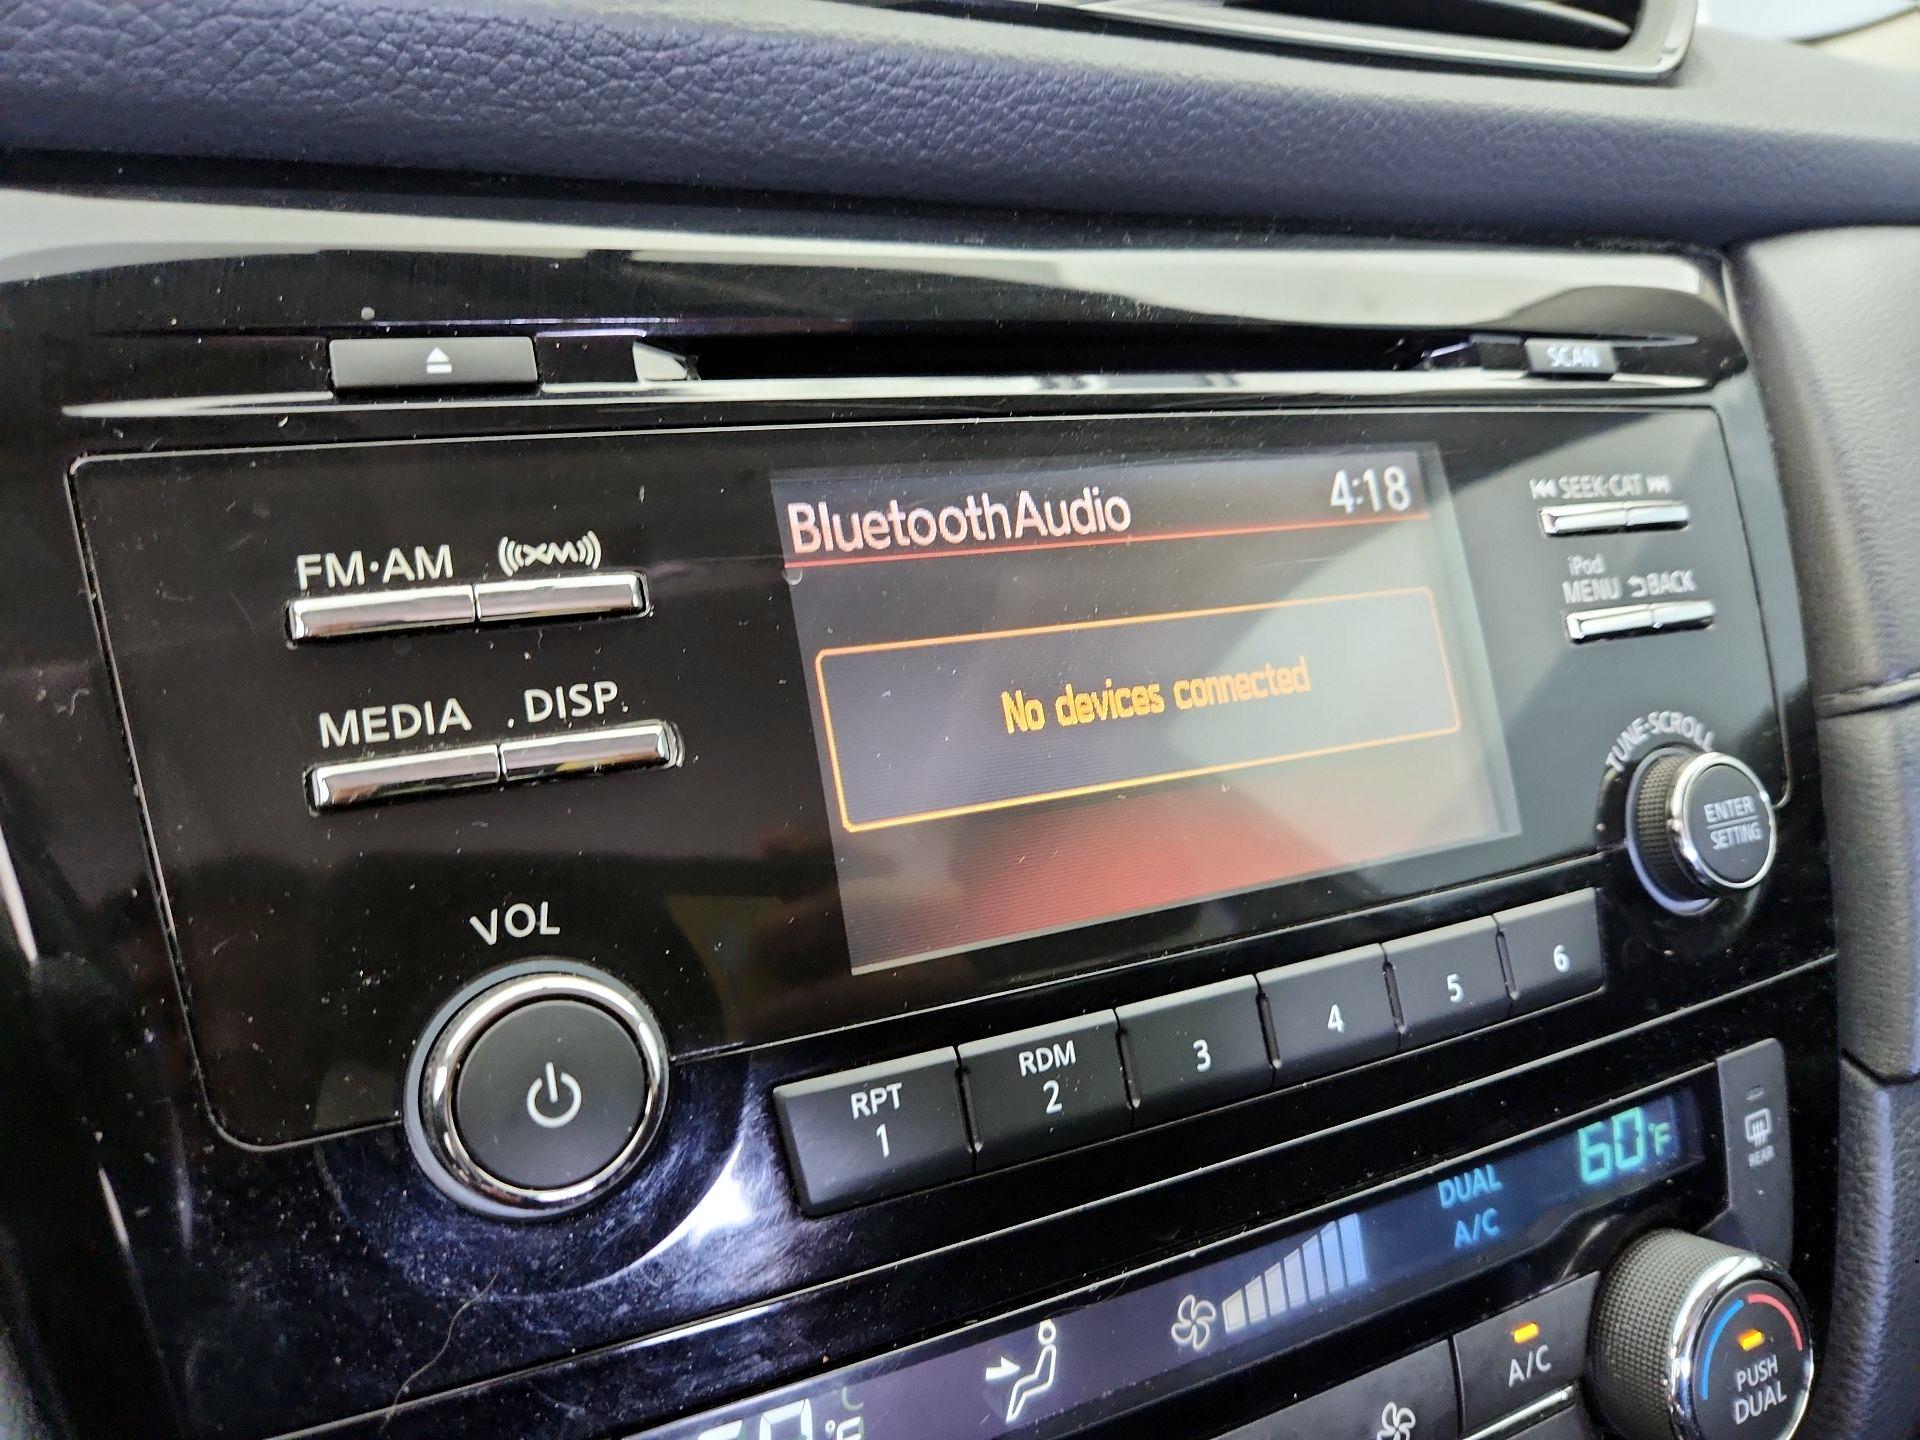 SCAN
BluetoothAudio 4:18
SEEK·CAT
FM·AM XM
iPod
MENU BACK
No devices connected
MEDIA DISP
TUNE·SCROLL
ENTER
SETTING
VOL
RPT
1
RDM
2
3
4
5
6
60°F
REAR
DUAL
A/C
A/C
PUSH
DUAL